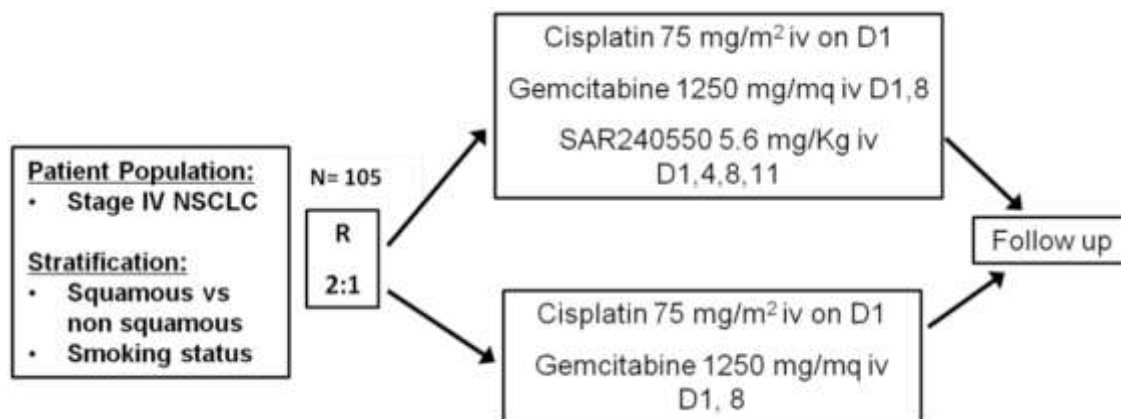 Patient Population:
• Stage IV NSCLC
Stratification:
• Squamous vs
non squamous
• Smoking status
N= 105
R
2:1
Cisplatin 75 mg/m² iv on D1
Gemcitabine 1250 mg/mq iv D1,8
SAR240550 5.6 mg/Kg iv
D1,4,8,11
Cisplatin 75 mg/m² iv on D1
Gemcitabine 1250 mg/mq iv
D1, 8
Follow up